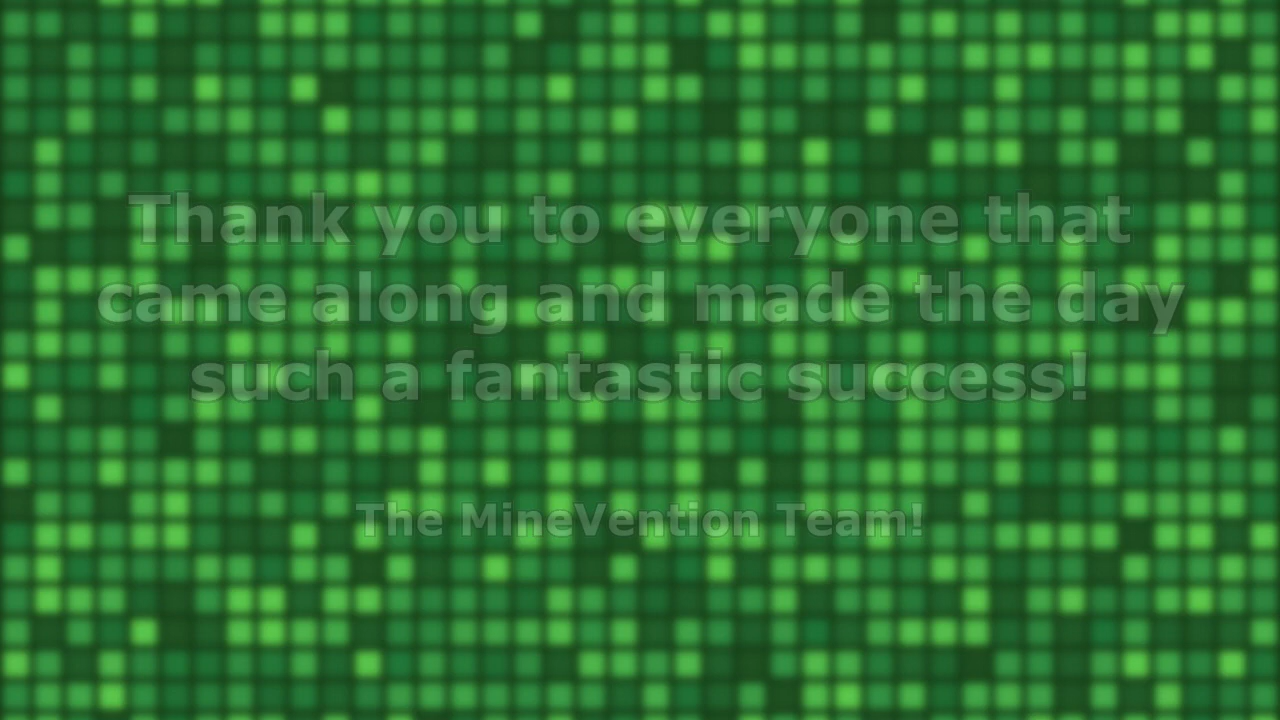 Thank you to everyone that
came along and made the day
such a fantastic success!
The MineVention Team!